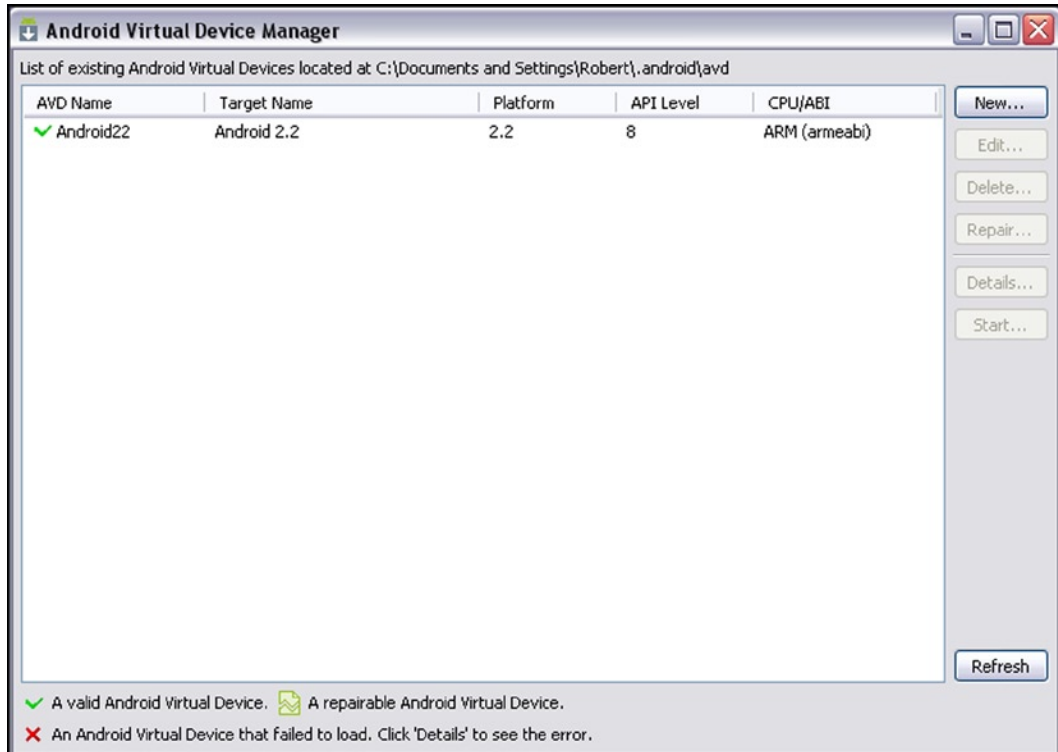 Android Virtual Device Manager
List of existing Android Virtual Devices located at C:\Documents and Settings\Robert\.android\avd
AVD Name Target Name Platform API Level CPU/ABI
Android22 Android 2.2 2.2 8 ARM (armeabi)
New...
Edit...
Delete...
Repair...
Details...
Start...
Refresh
A valid Android Virtual Device. A repairable Android Virtual Device.
An Android Virtual Device that failed to load. Click 'Details' to see the error.